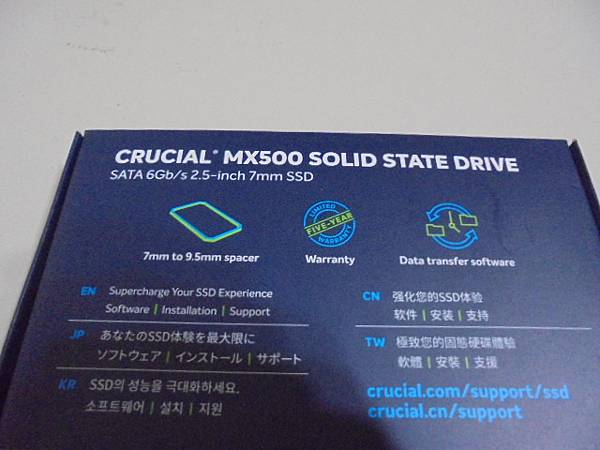 CRUCIAL® MX500 SOLID STATE DRIVE
SATA 6Gb/s 2.5-inch 7mm SSD
LIMITED
FIVE-YEAR
WARRANTY
7mm to 9.5mm spacer
Warranty
Data transfer software
EN Supercharge Your SSD Experience
Software | Installation | Support
JP あなたのSSD体験を最大限に
ソフトウェア | インストール | サポート
KR SSD의 성능을 극대화하세요.
소프트웨어 | 설치 | 지원
CN 强化您的SSD体验
软件 | 安装 | 支持
TW 極致您的固態硬碟體驗
軟體 | 安裝 | 支援
crucial.com/support/ssd
crucial.cn/support